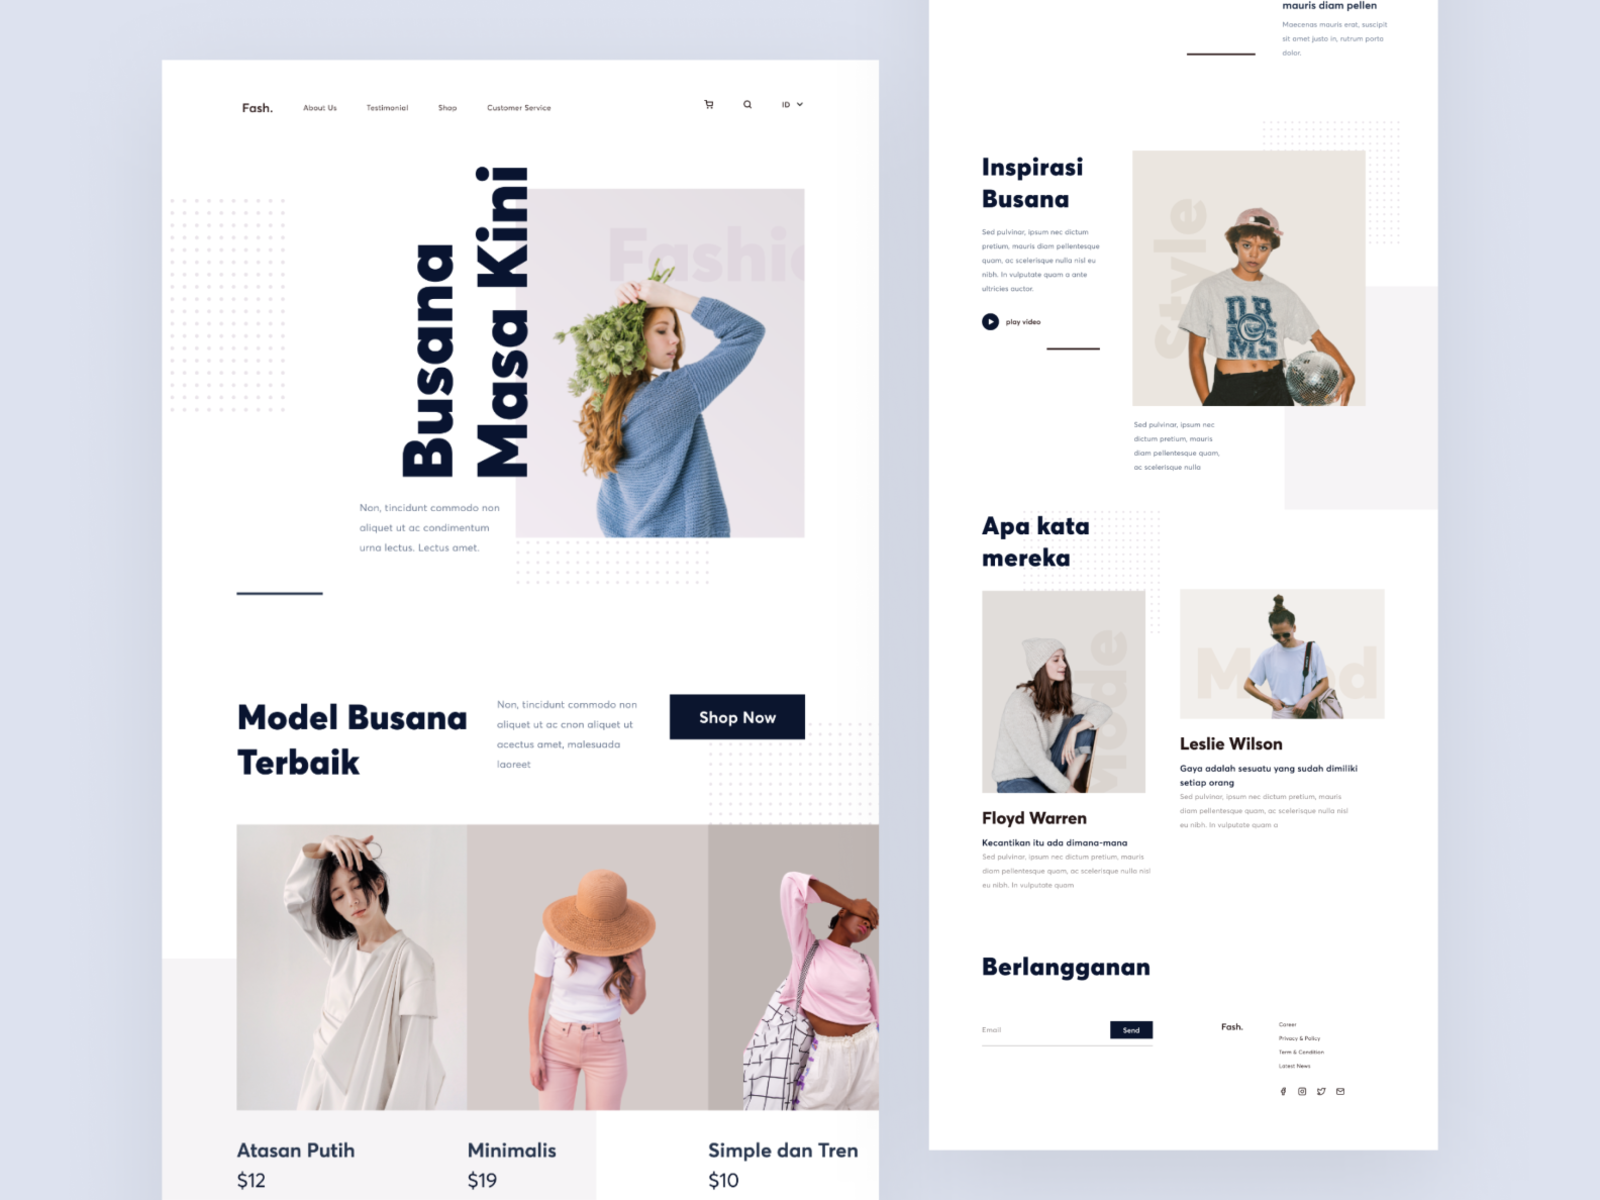 Fash.
About Us
Testimonial
Shop
Customer Service
ID
Busana
Masa Kini
Fashio
Non, tincidunt commodo non
aliquet ut ac condimentum
urna lectus. Lectus amet.
Model Busana
Terbaik
Non, tincidunt commodo non
aliquet ut ac cnon aliquet ut
acectus amet, malesuada
laoreet
Shop Now
Atasan Putih
$12
Minimalis
$19
Simple dan Tren
$10
mauris diam pellen
Maecenas mauris erat, suscipit
sit amet justo in, rutrum porta
dolor.
Inspirasi
Busana
Sed pulvinar, ipsum nec dictum
pretium, mauris diam pellentesque
quam, ac scelerisque nulla nisl eu
nibh. In vulputate quam a ante
ultricies auctor.
play video
Style
DR
MS
Sed pulvinar, ipsum nec
dictum pretium, mauris
diam pellentesque quam,
ac scelerisque nulla
Apa kata
mereka
Mode
Floyd Warren
Kecantikan itu ada dimana-mana
Sed pulvinar, ipsum nec dictum pretium, mauris
diam pellentesque quam, ac scelerisque nulla nisl
eu nibh. In vulputate quam
Leslie Wilson
Gaya adalah sesuatu yang sudah dimiliki
setiap orang
Sed pulvinar, ipsum nec dictum pretium, mauris
diam pellentesque quam, ac scelerisque nulla nisl
eu nibh. In vulputate quam a
Berlangganan
Email
Send
Fash.
Career
Privacy & Policy
Term & Condition
Latest News